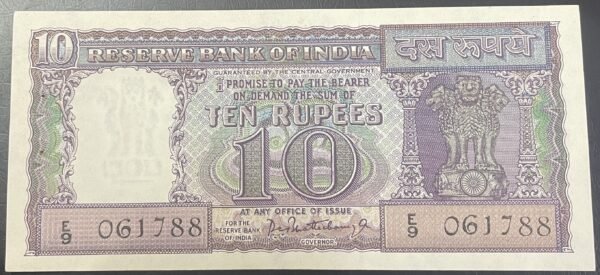 10
RESERVE BANK OF INDIA
दस रुपये
GUARANTEED BY THE CENTRAL GOVERNMENT
I PROMISE TO PAY THE BEARER
ON DEMAND THE SUM OF
TEN RUPEES
10
AT ANY OFFICE OF ISSUE
E/9 061788
FOR THE
RESERVE BANK
OF INDIA
GOVERNOR
E/9 061788